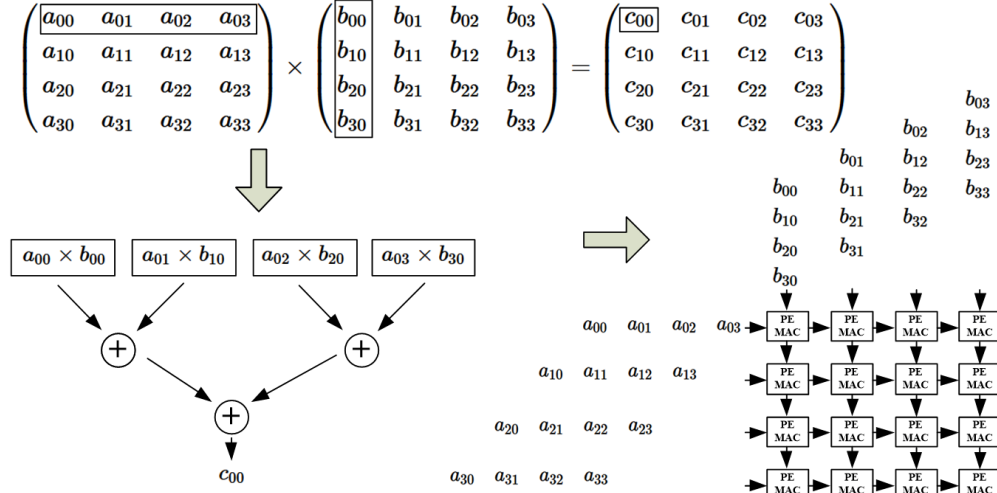 a00 a01 a02 a03 b00 b01 b02 b03 c00 c01 c02 c03
a10 a11 a12 a13 × b10 b11 b12 b13 = c10 c11 c12 c13
a20 a21 a22 a23 b20 b21 b22 b23 c20 c21 c22 c23
a30 a31 a32 a33 b30 b31 b32 b33 c30 c31 c32 c33
a00 × b00 a01 × b10 a02 × b20 a03 × b30
+ +
+
c00
b03
b02 b13
b01 b12 b23
b00 b11 b22 b33
b10 b21 b32
b20 b31
b30
a00 a01 a02 a03 PE MAC PE MAC PE MAC PE MAC
a10 a11 a12 a13 PE MAC PE MAC PE MAC PE MAC
a20 a21 a22 a23 PE MAC PE MAC PE MAC PE MAC
a30 a31 a32 a33 PE MAC PE MAC PE MAC PE MAC